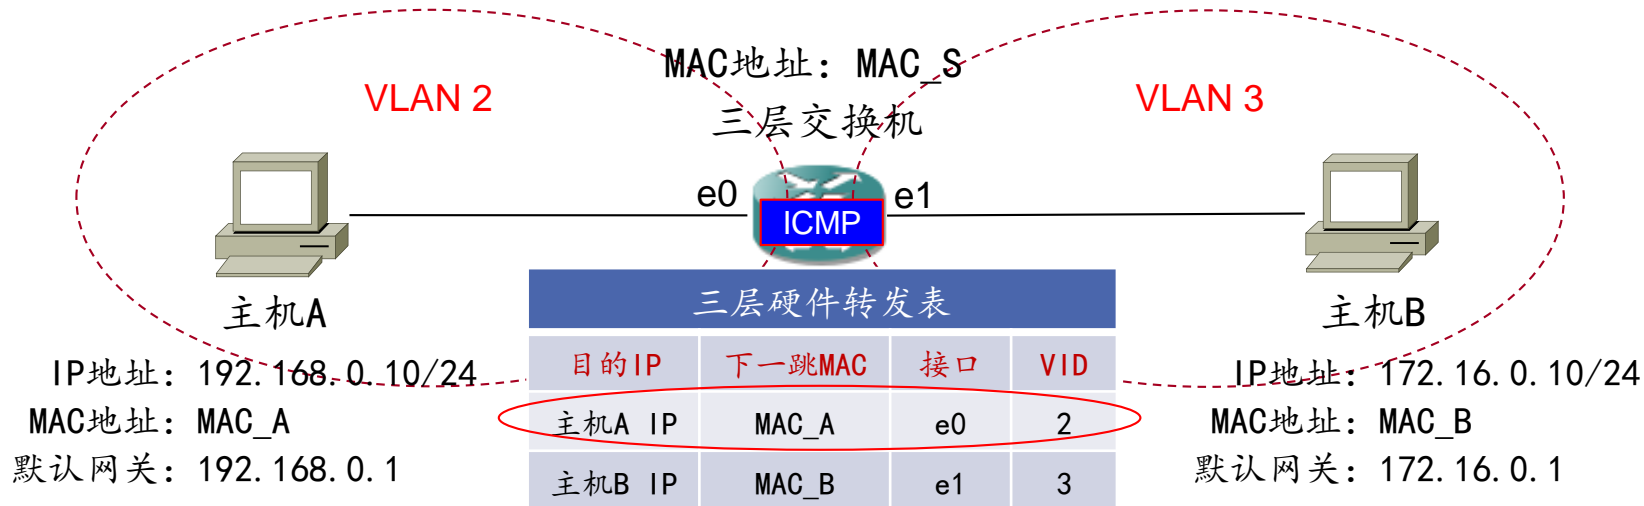 MAC地址：MAC_S
三层交换机
VLAN 2
VLAN 3
e0
e1
ICMP
主机A
IP地址：192.168.0.10/24
MAC地址：MAC_A
默认网关：192.168.0.1
三层硬件转发表
目的IP 下一跳MAC 接口 VID
主机A IP MAC_A e0 2
主机B IP MAC_B e1 3
主机B
IP地址：172.16.0.10/24
MAC地址：MAC_B
默认网关：172.16.0.1